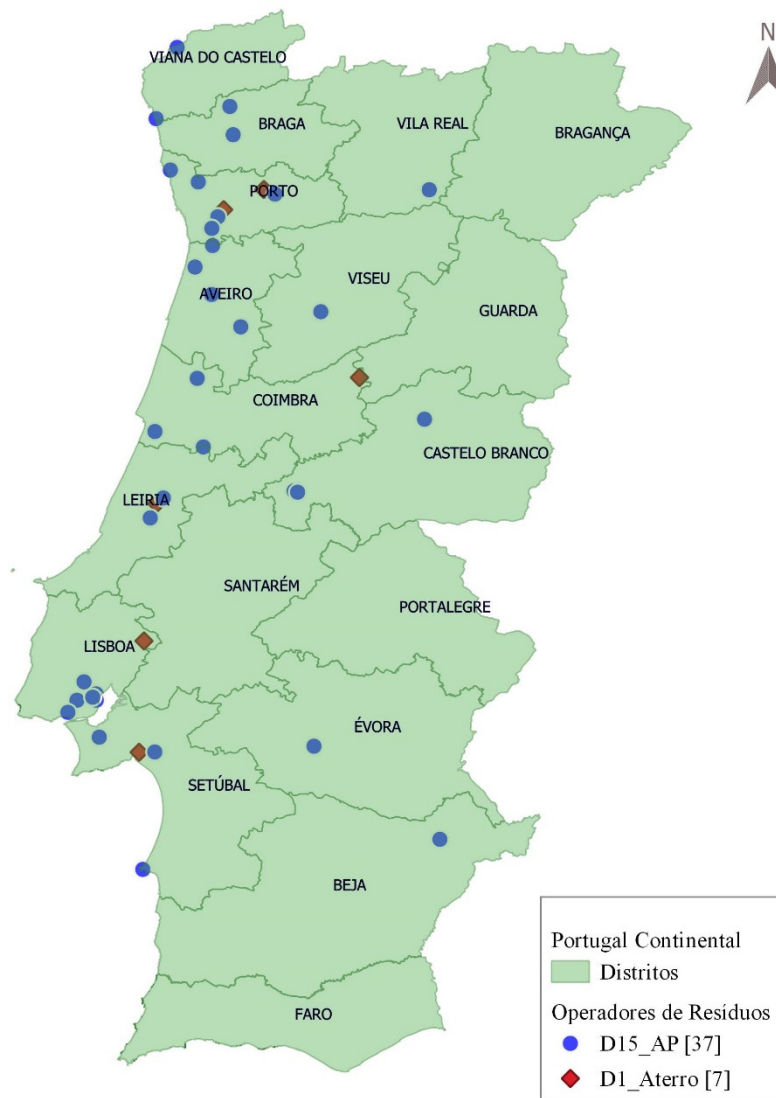 N
VIANA DO CASTELO
BRAGA
VILA REAL
BRAGANÇA
PORTO
AVEIRO
VISEU
GUARDA
COIMBRA
CASTELO BRANCO
LEIRIA
SANTARÉM
PORTALEGRE
LISBOA
ÉVORA
SETÚBAL
BEJA
FARO
Portugal Continental
Distritos
Operadores de Resíduos
D15_AP [37]
D1_Aterro [7]